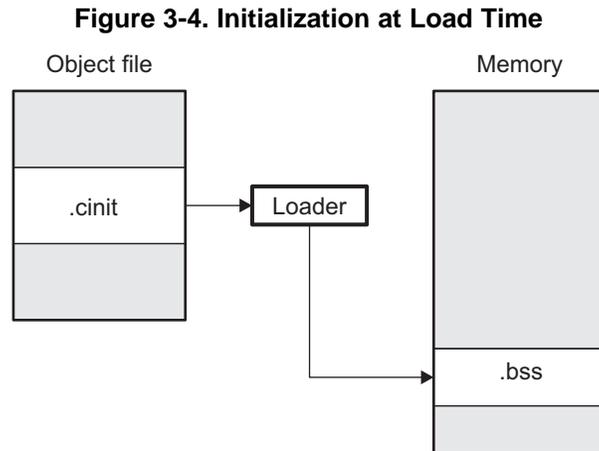 Figure 3-4. Initialization at Load Time
Object file
Memory
.cinit
Loader
.bss